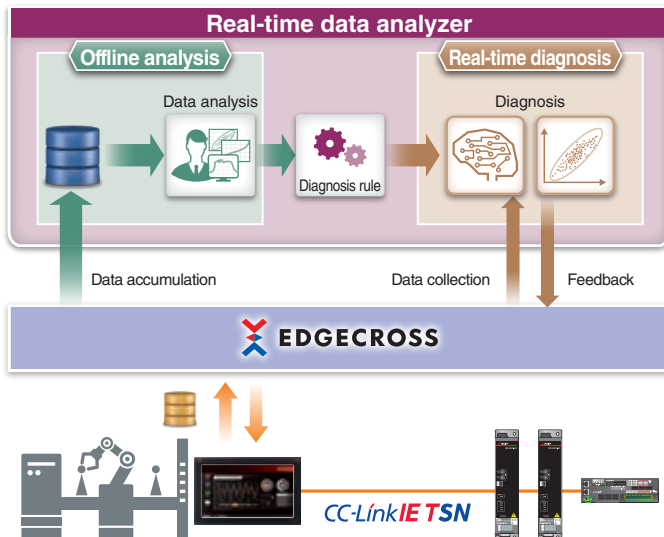 Real-time data analyzer
Offline analysis
Real-time diagnosis
Data analysis
Diagnosis
Diagnosis rule
Data accumulation
Data collection
Feedback
EDGECROSS
CC-Link IE TSN